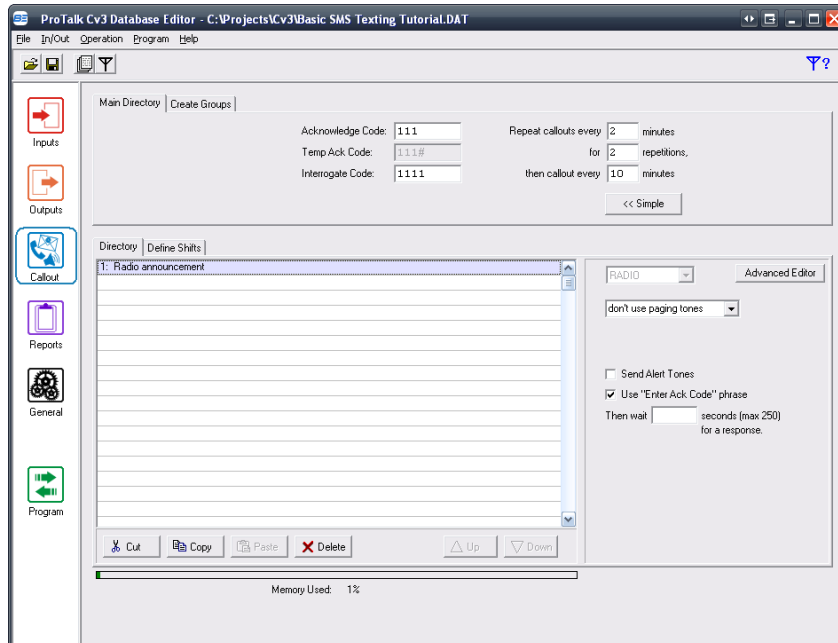 ProTalk Cv3 Database Editor - C:\Projects\Cv3\Basic SMS Texting Tutorial.DAT
File In/Out Operation Program Help
?
Inputs
Outputs
Callout
Reports
General
Program
Main Directory Create Groups
Acknowledge Code: 111 Repeat callouts every 2 minutes
Temp Ack Code: 111# for 2 repetitions,
Interrogate Code: 1111 then callout every 10 minutes
<< Simple
Directory Define Shifts
1: Radio announcement
RADIO Advanced Editor
don't use paging tones
Send Alert Tones
Use "Enter Ack Code" phrase
Then wait seconds (max 250)
for a response.
Cut Copy Paste Delete Up Down
Memory Used: 1%